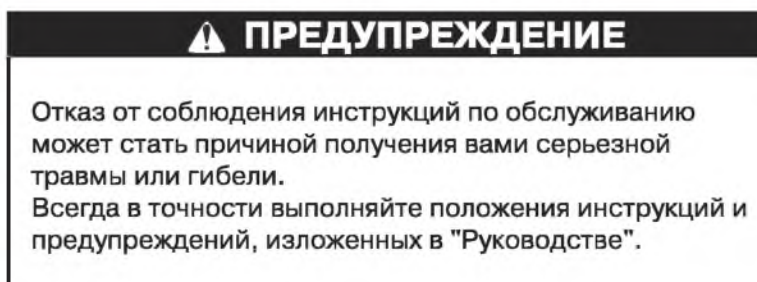 ПРЕДУПРЕЖДЕНИЕ
Отказ от соблюдения инструкций по обслуживанию
может стать причиной получения вами серьезной
травмы или гибели.
Всегда в точности выполняйте положения инструкций и
предупреждений, изложенных в "Руководстве".